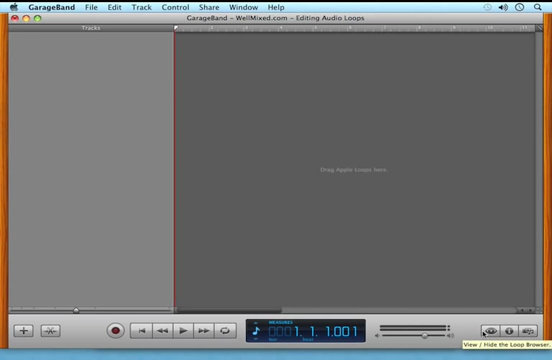 GarageBand File Edit Track Control Share Window Help
GarageBand - WellMixed.com - Editing Audio Loops
Tracks
Drag Apple Loops here.
MEASURES
1. 1. 1.001
View / Hide the Loop Browser.